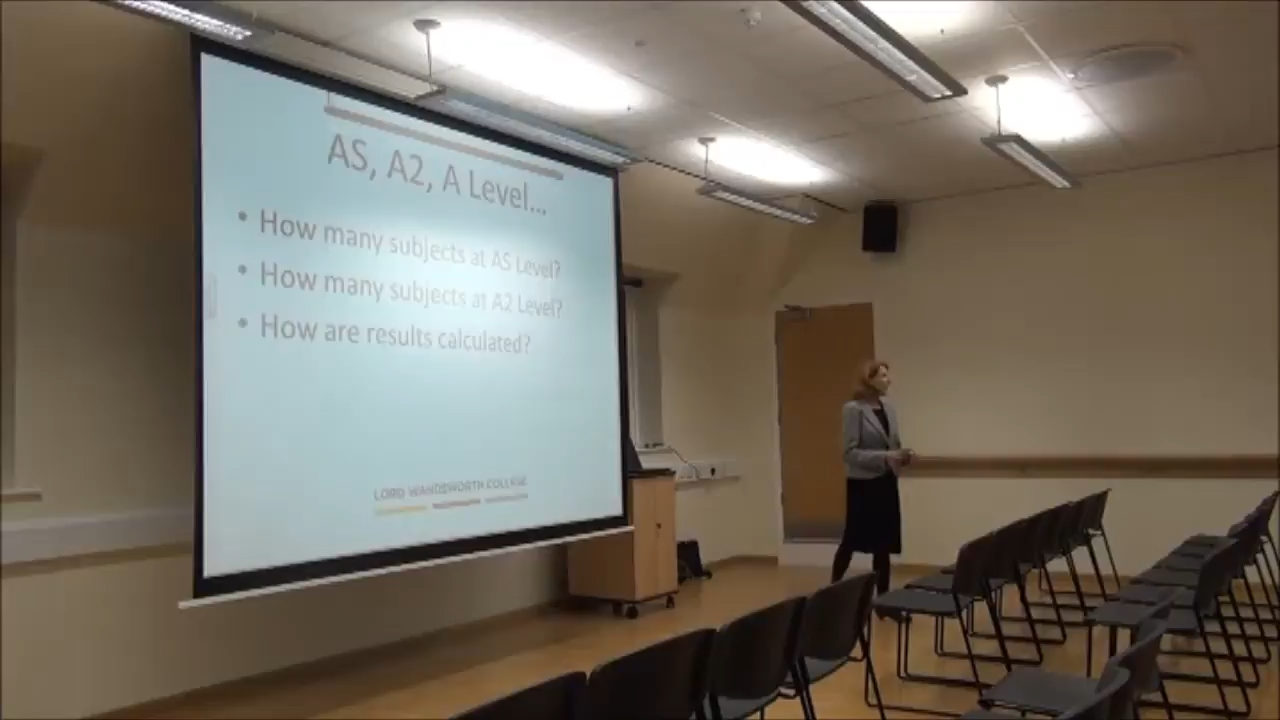 AS, A2, A Level...
• How many subjects at AS Level?
• How many subjects at A2 Level?
• How are results calculated?
LORD WANDSWORTH COLLEGE